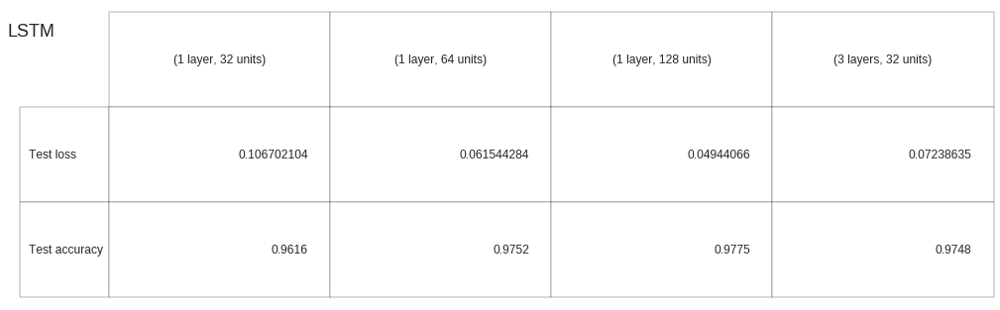 LSTM
(1 layer, 32 units) (1 layer, 64 units) (1 layer, 128 units) (3 layers, 32 units)
Test loss 0.106702104 0.061544284 0.04944066 0.07238635
Test accuracy 0.9616 0.9752 0.9775 0.9748